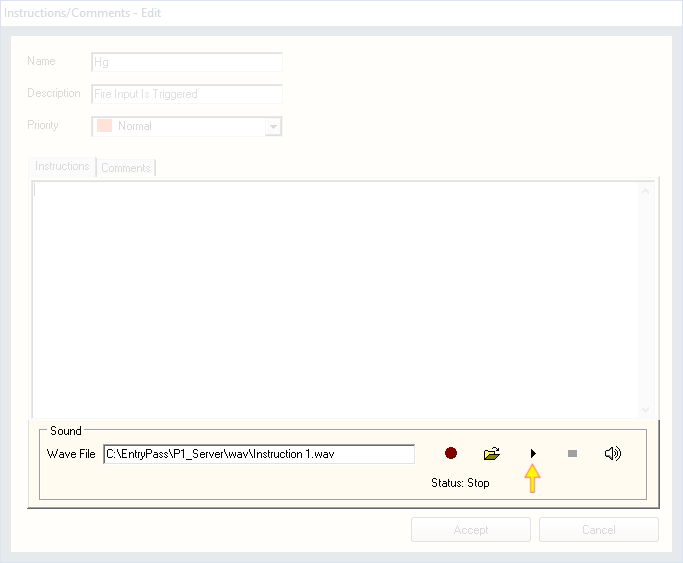 Instructions/Comments - Edit
Name Hg
Description Fire Input Is Triggered
Priority Normal
Instructions Comments
Sound
Wave File C:\EntryPass\P1_Server\wav\Instruction 1.wav
Status: Stop
Accept Cancel